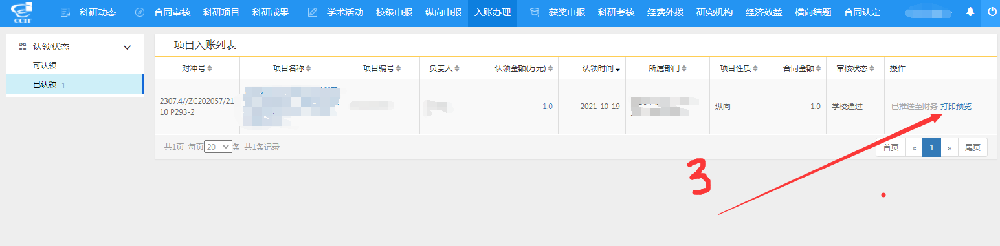 CCIT 科研动态 合同审核 科研项目 科研成果 学术活动 校级申报 纵向申报 入账办理 获奖申报 科研考核 经费外拨 研究机构 经济效益 横向结题 合同认定
认领状态
可认领
已认领 1
项目入账列表
对冲号 项目名称 项目编号 负责人 认领金额(万元) 认领时间 所属部门 项目性质 合同金额 审核状态 操作
2307.4//ZC202057/21
10 P293-2
1.0 2021-10-19 纵向 1.0 学校通过 已推送至财务 打印预览
共1页 每页 20 条 共1条记录 首页 « 1 » 尾页
3